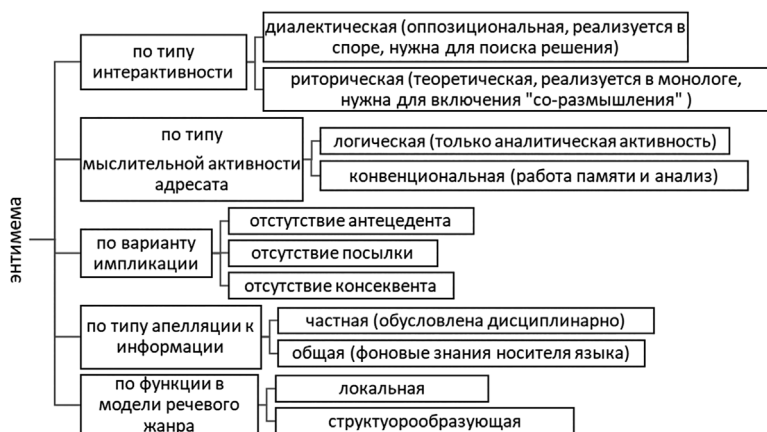 энтимема
по типу
интерактивности
диалектическая (оппозициональная, реализуется в
споре, нужна для поиска решения)
риторическая (теоретическая, реализуется в монологе,
нужна для включения "со-размышления" )
по типу
мыслительной активности
адресата
логическая (только аналитическая активность)
конвенциональная (работа памяти и анализ)
по варианту
импликации
отстутствие антецедента
отсутствие посылки
отсутствие консеквента
по типу апелляции к
информации
частная (обусловлена дисциплинарно)
общая (фоновые знания носителя языка)
по функции в
модели речевого
жанра
локальная
структуорообразующая